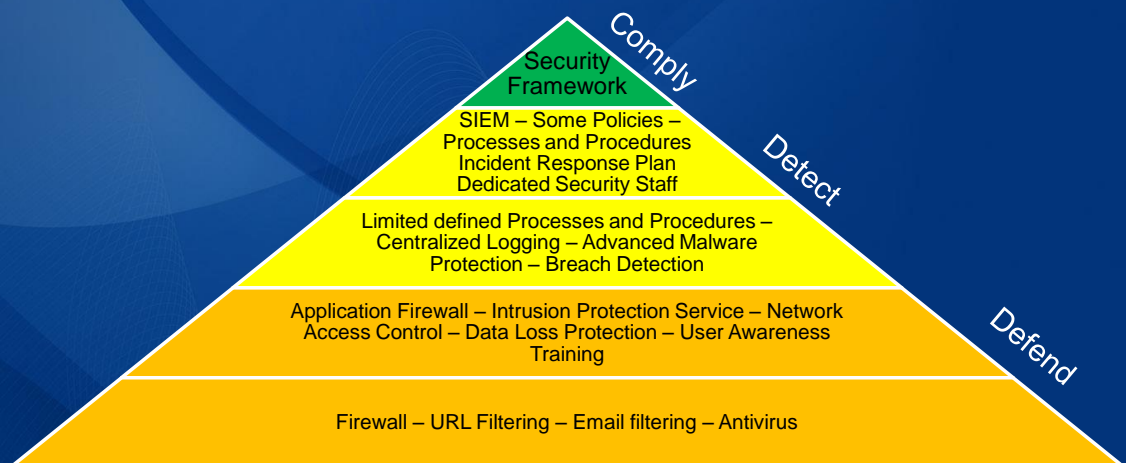 Comply
Security
Framework
SIEM – Some Policies –
Processes and Procedures
Incident Response Plan
Dedicated Security Staff
Detect
Limited defined Processes and Procedures –
Centralized Logging – Advanced Malware
Protection – Breach Detection
Defend
Application Firewall – Intrusion Protection Service – Network
Access Control – Data Loss Protection – User Awareness
Training
Firewall – URL Filtering – Email filtering – Antivirus